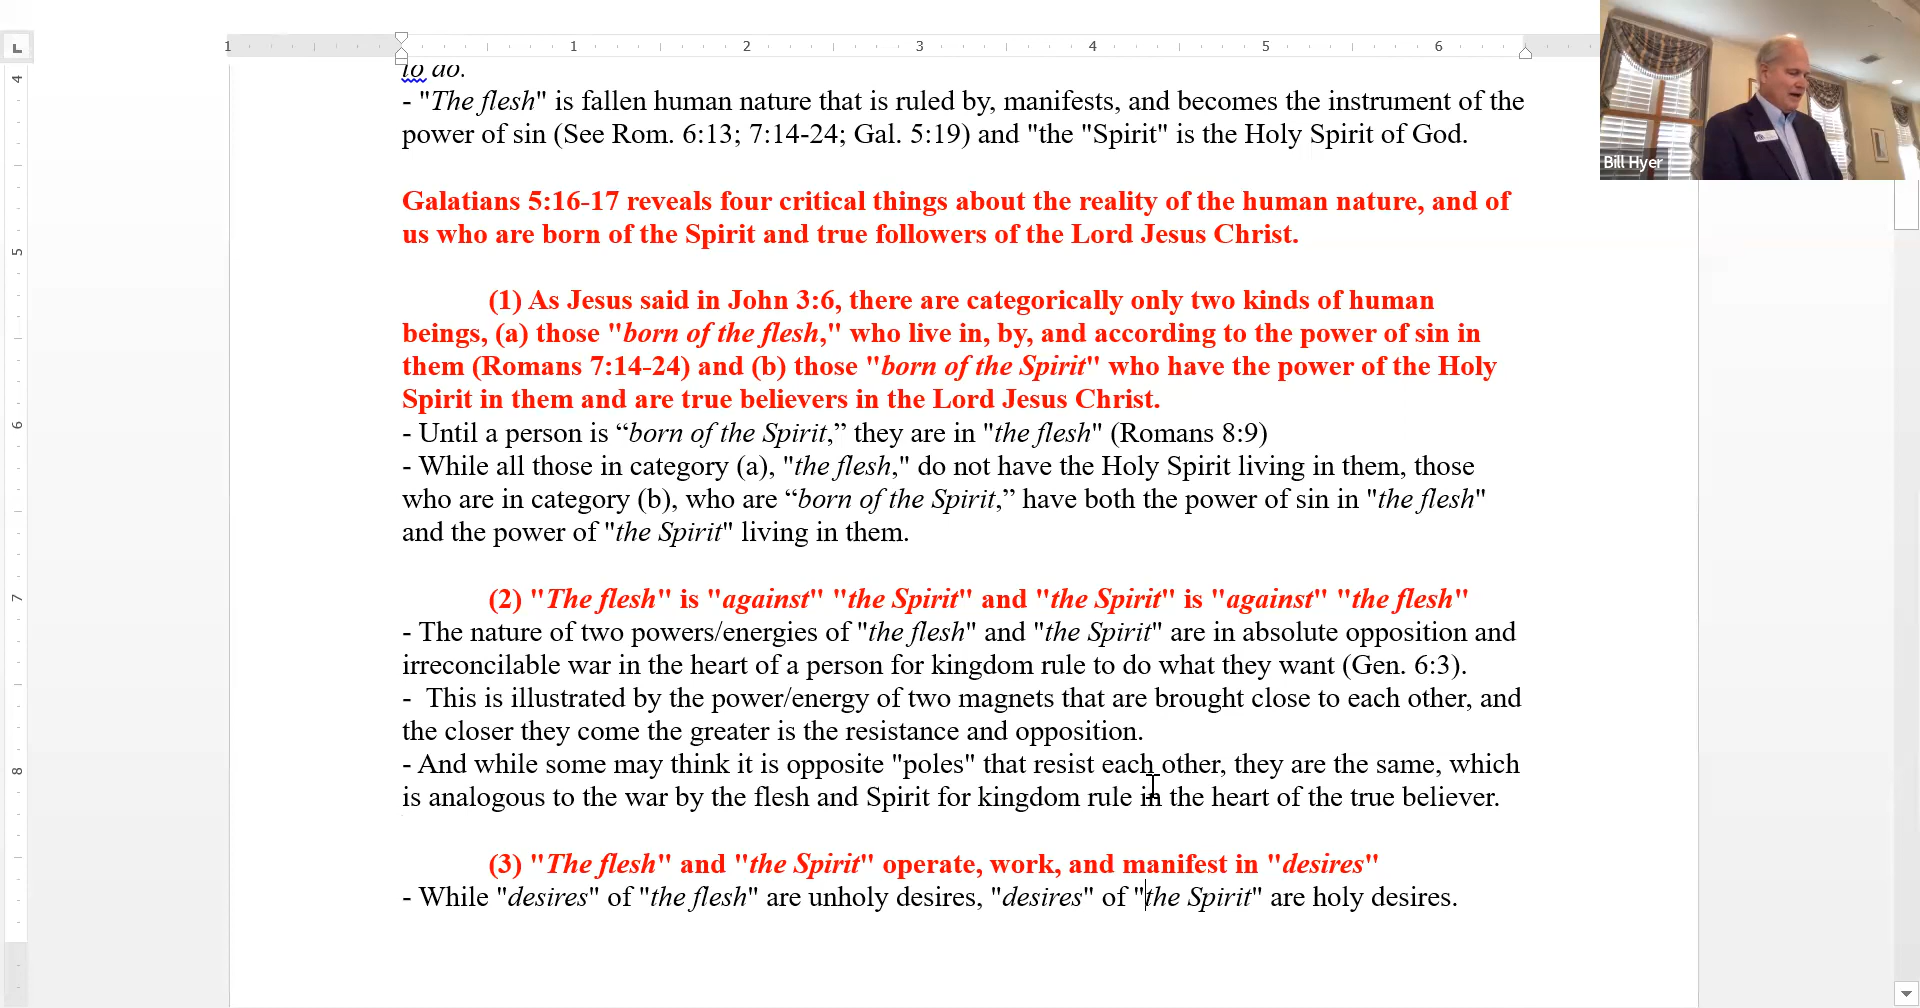 1 1 2 3 4 5 6
to do.
- "The flesh" is fallen human nature that is ruled by, manifests, and becomes the instrument of the
power of sin (See Rom. 6:13; 7:14-24; Gal. 5:19) and "the "Spirit" is the Holy Spirit of God.
Bill Hyer
Galatians 5:16-17 reveals four critical things about the reality of the human nature, and of
us who are born of the Spirit and true followers of the Lord Jesus Christ.
(1) As Jesus said in John 3:6, there are categorically only two kinds of human
beings, (a) those "born of the flesh," who live in, by, and according to the power of sin in
them (Romans 7:14-24) and (b) those "born of the Spirit" who have the power of the Holy
Spirit in them and are true believers in the Lord Jesus Christ.
- Until a person is “born of the Spirit,” they are in "the flesh" (Romans 8:9)
- While all those in category (a), "the flesh," do not have the Holy Spirit living in them, those
who are in category (b), who are “born of the Spirit,” have both the power of sin in "the flesh"
and the power of "the Spirit" living in them.
(2) "The flesh" is "against" "the Spirit" and "the Spirit" is "against" "the flesh"
- The nature of two powers/energies of "the flesh" and "the Spirit" are in absolute opposition and
irreconcilable war in the heart of a person for kingdom rule to do what they want (Gen. 6:3).
- This is illustrated by the power/energy of two magnets that are brought close to each other, and
the closer they come the greater is the resistance and opposition.
- And while some may think it is opposite "poles" that resist each other, they are the same, which
is analogous to the war by the flesh and Spirit for kingdom rule in the heart of the true believer.
(3) "The flesh" and "the Spirit" operate, work, and manifest in "desires"
- While "desires" of "the flesh" are unholy desires, "desires" of "the Spirit" are holy desires.
4
5
6
7
8